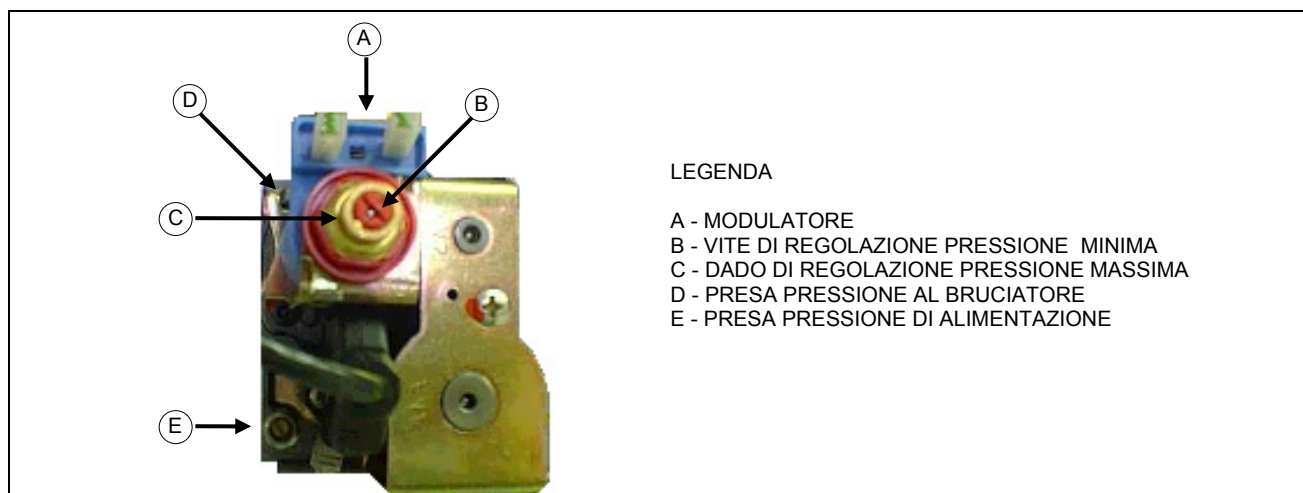 A
D
B
C
E
LEGENDA
A - MODULATORE
B - VITE DI REGOLAZIONE PRESSIONE MINIMA
C - DADO DI REGOLAZIONE PRESSIONE MASSIMA
D - PRESA PRESSIONE AL BRUCIATORE
E - PRESA PRESSIONE DI ALIMENTAZIONE